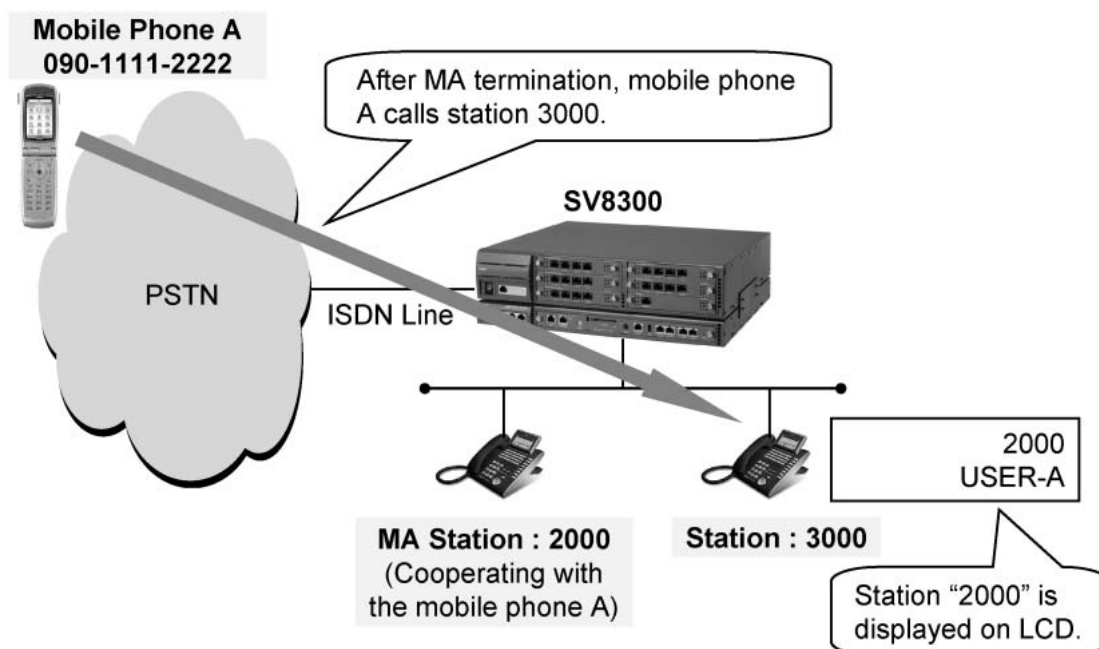 Mobile Phone A
090-1111-2222
After MA termination, mobile phone
A calls station 3000.
SV8300
PSTN
ISDN Line
2000
USER-A
MA Station : 2000
(Cooperating with
the mobile phone A)
Station : 3000
Station “2000” is
displayed on LCD.